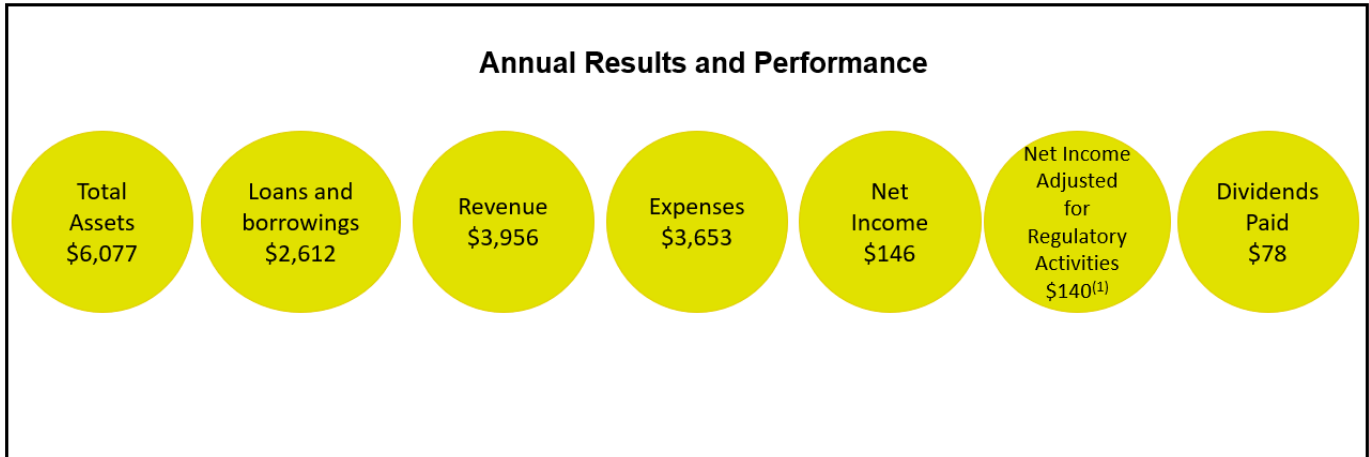 Annual Results and Performance
Total
Assets
$6,077
Loans and
borrowings
$2,612
Revenue
$3,956
Expenses
$3,653
Net
Income
$146
Net Income
Adjusted
for
Regulatory
Activities
$140(1)
Dividends
Paid
$78